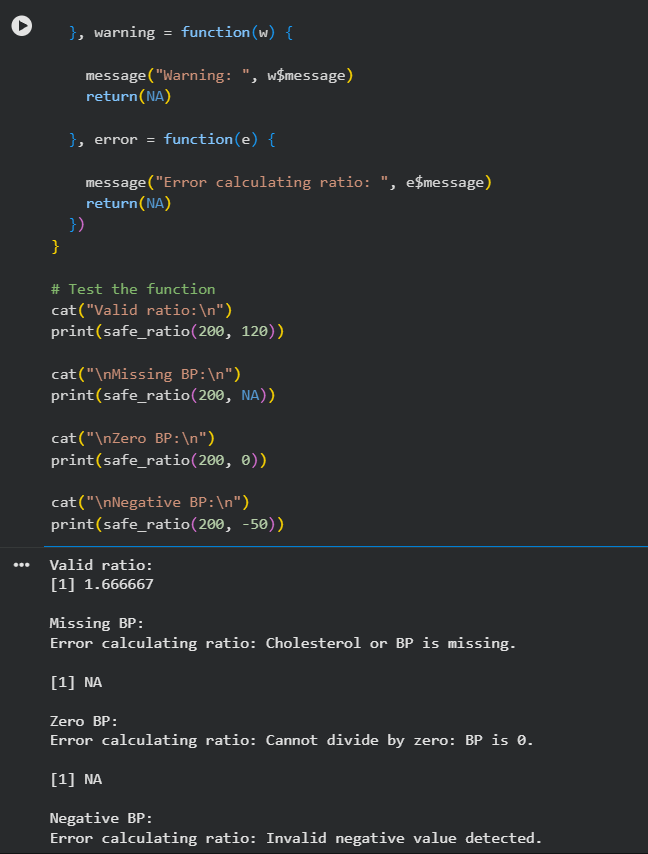 }, warning = function(w) {
message("Warning: ", w$message)
return(NA)
}, error = function(e) {
message("Error calculating ratio: ", e$message)
return(NA)
})
}
# Test the function
cat("Valid ratio:\n")
print(safe_ratio(200, 120))
cat("\nMissing BP:\n")
print(safe_ratio(200, NA))
cat("\nZero BP:\n")
print(safe_ratio(200, 0))
cat("\nNegative BP:\n")
print(safe_ratio(200, -50))
Valid ratio:
[1] 1.666667
Missing BP:
Error calculating ratio: Cholesterol or BP is missing.
[1] NA
Zero BP:
Error calculating ratio: Cannot divide by zero: BP is 0.
[1] NA
Negative BP:
Error calculating ratio: Invalid negative value detected.